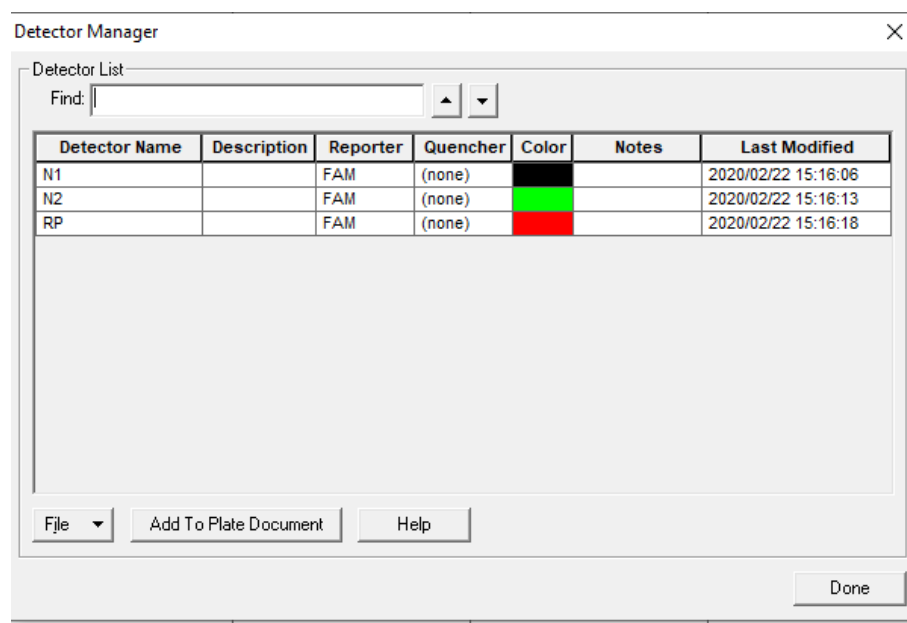 Detector Manager
Detector List
Find:
Detector Name Description Reporter Quencher Color Notes Last Modified
N1 FAM (none) 2020/02/22 15:16:06
N2 FAM (none) 2020/02/22 15:16:13
RP FAM (none) 2020/02/22 15:16:18
File Add To Plate Document Help
Done